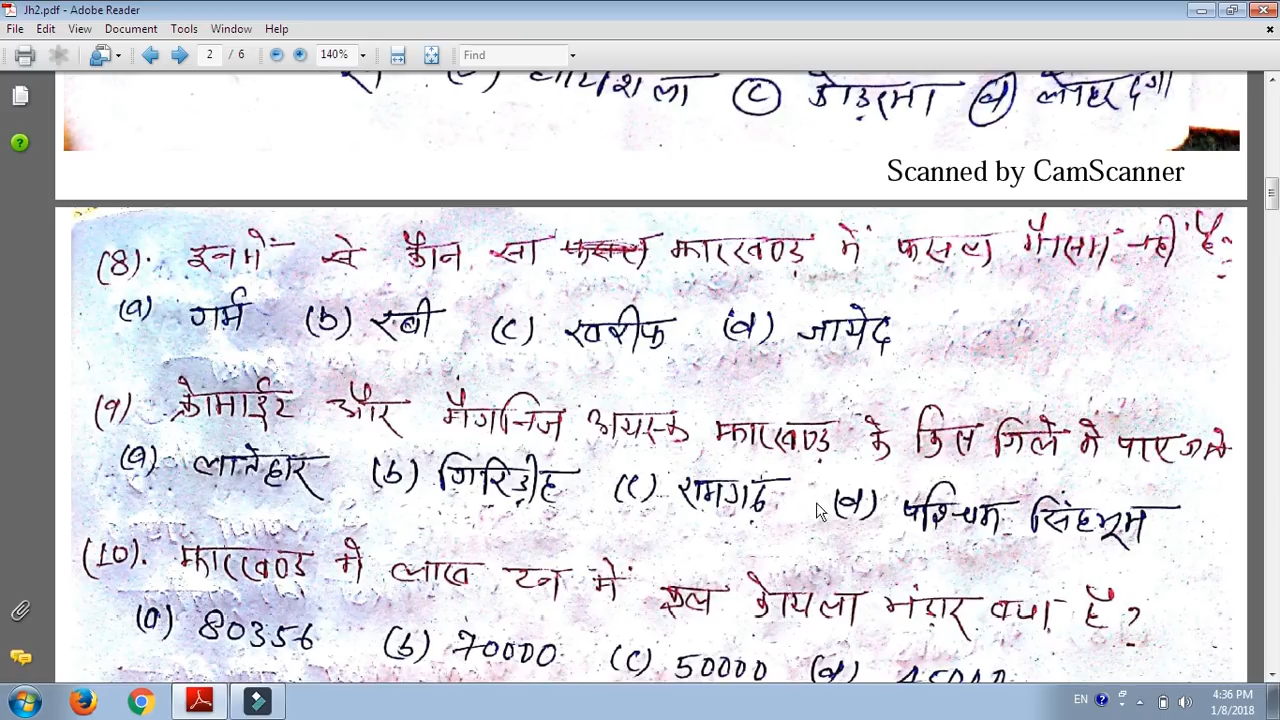 Jh2.pdf - Adobe Reader
File Edit View Document Tools Window Help
2 / 6 140% Find
(c) कोडरमा (d) लोहरदगा
Scanned by CamScanner
(8). इनमें से कौन सा झारखण्ड में फसल मौसम नहीं है?
(a) गर्म (b) रबी (c) खरीफ (d) जायेद
(9) क्रोमाईट और मैगनिज अयस्क झारखण्ड के किस जिले में पाए जाते
(a) लातेहार (b) गिरिडीह (c) रामगढ (d) पश्चिम सिंहभूम
(10). झारखण्ड में लाख टन में कुल कोयला भंडार क्या है?
(a) 80356 (b) 70000 (c) 50000 (d)
EN 4:36 PM
1/8/2018